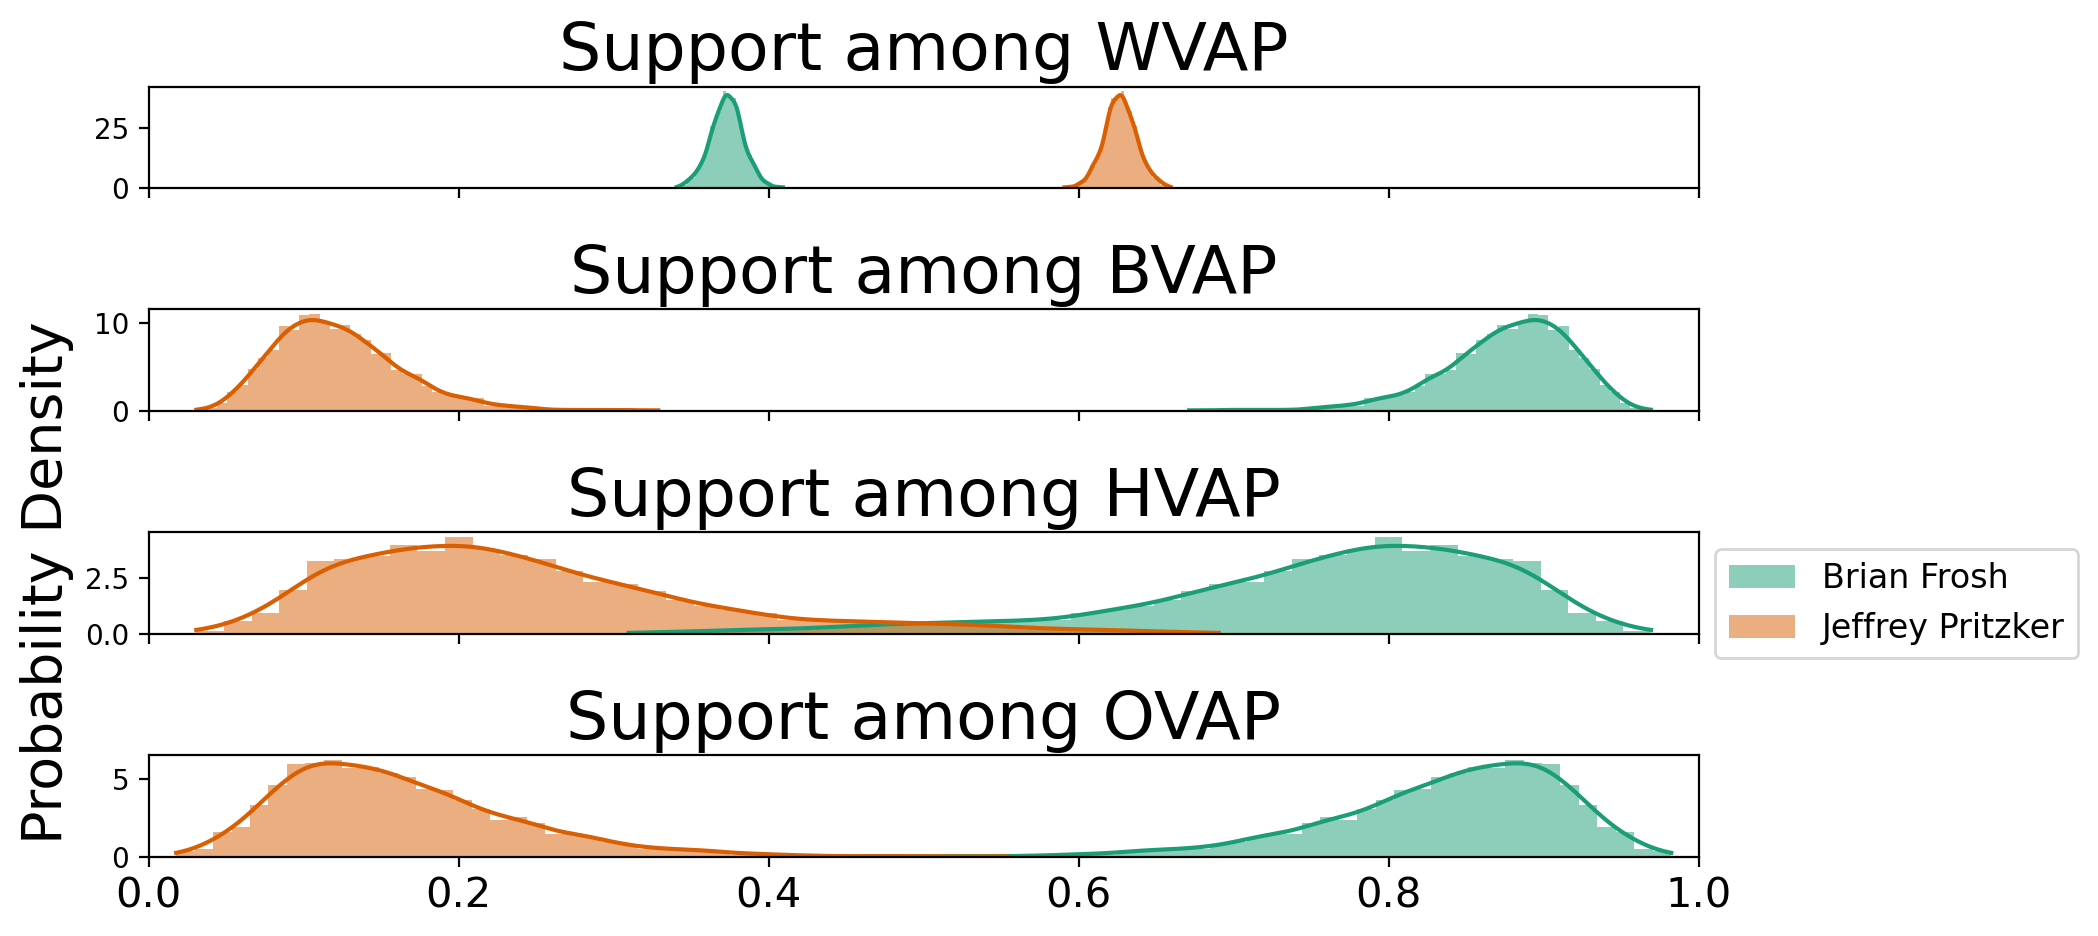 Support among WVAP
25
0
Support among BVAP
10
0
Support among HVAP
2.5
0.0
Support among OVAP
5
0
0.0 0.2 0.4 0.6 0.8 1.0
Probability Density
Brian Frosh
Jeffrey Pritzker